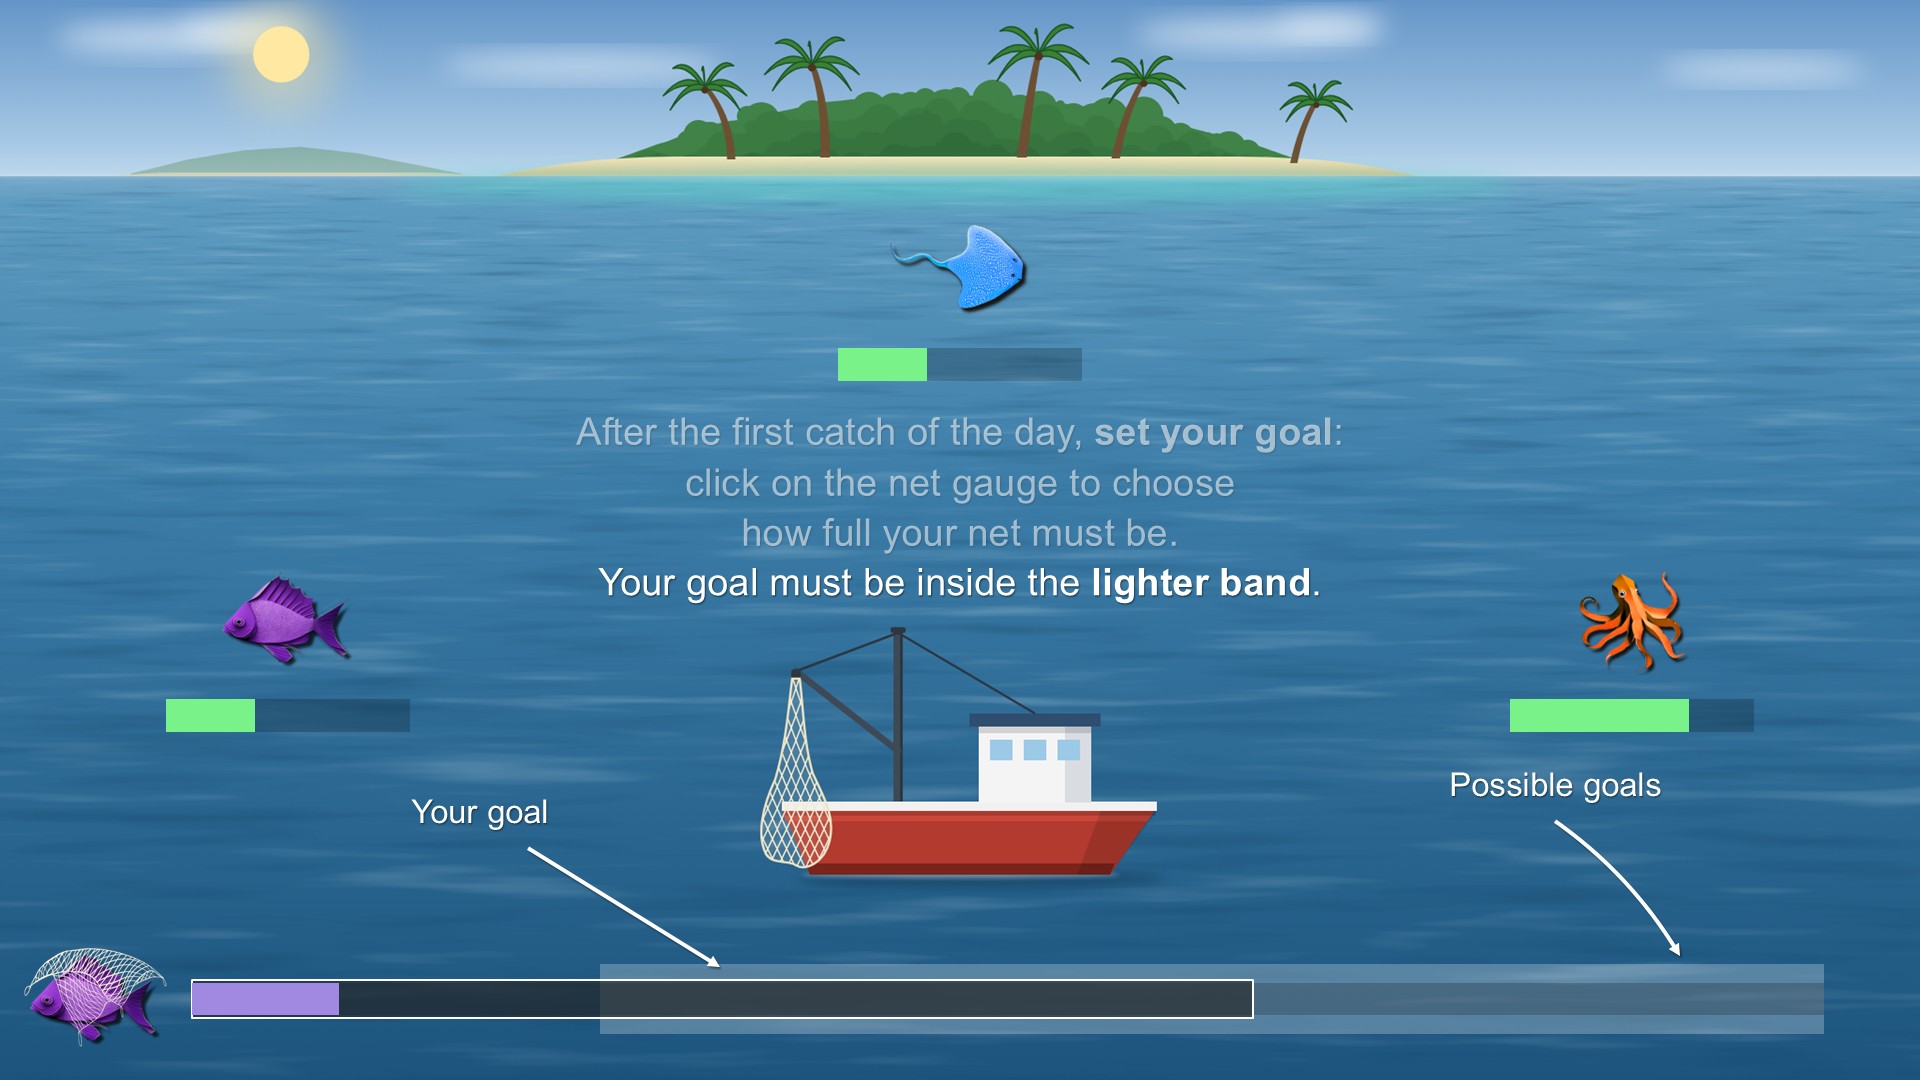 After the first catch of the day, set your goal:
click on the net gauge to choose
how full your net must be.
Your goal must be inside the lighter band.
Possible goals
Your goal